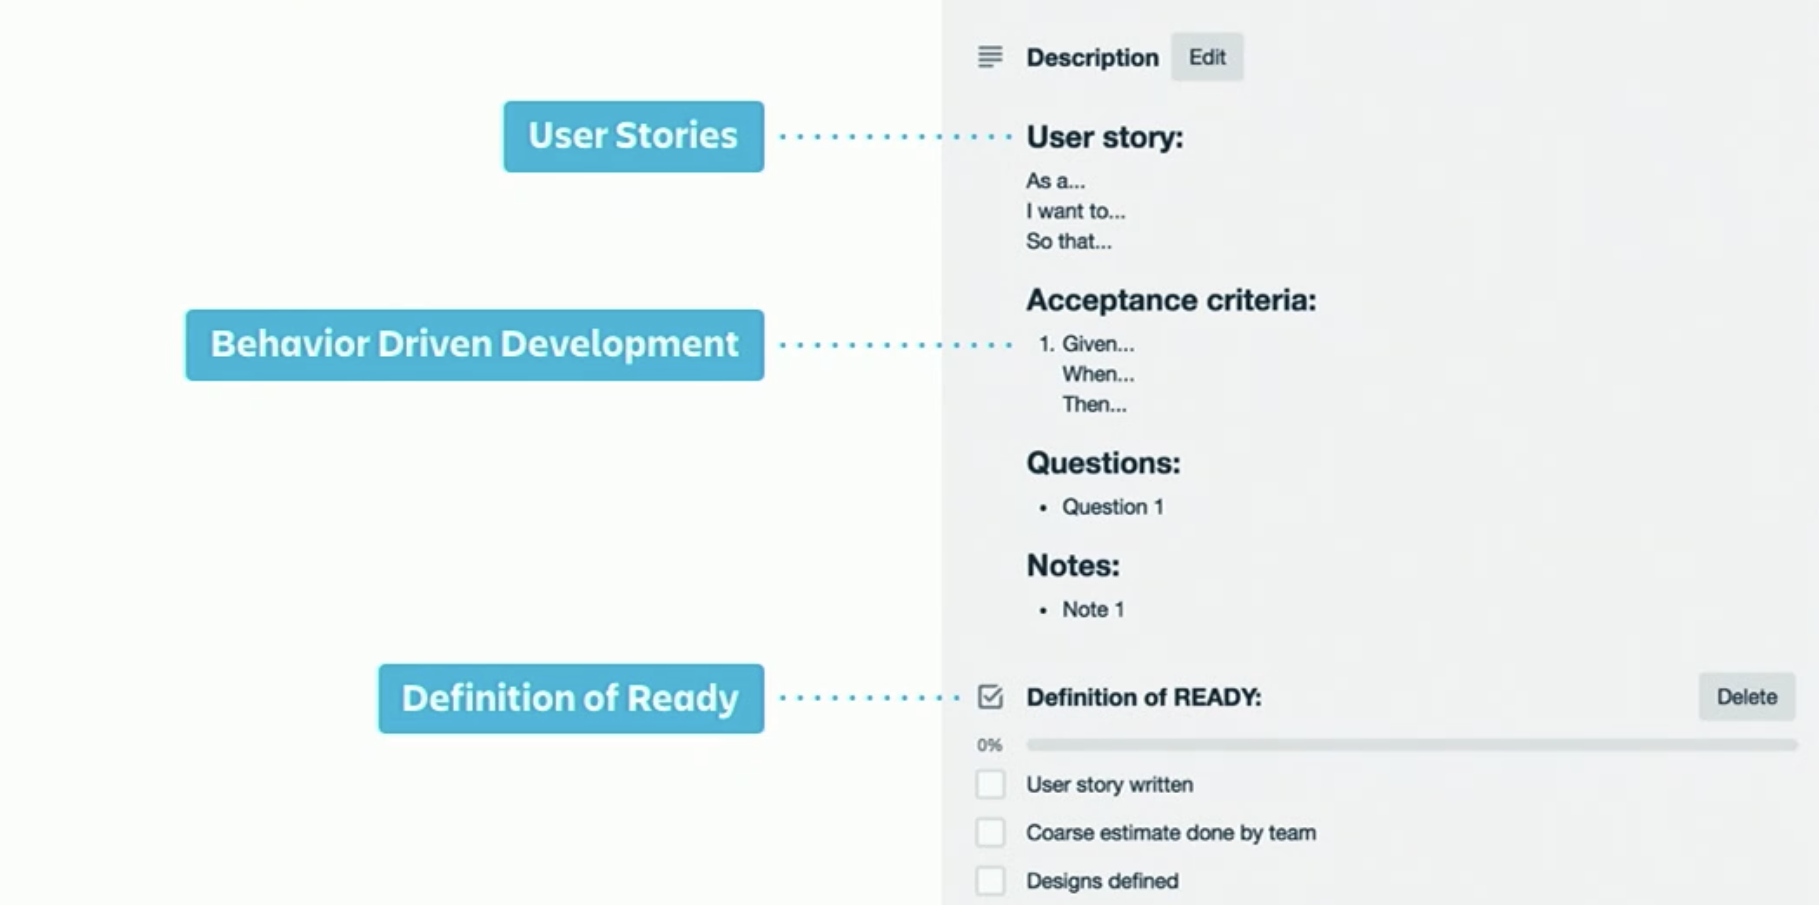 Description Edit
User Stories
User story:
As a...
I want to...
So that...
Acceptance criteria:
Behavior Driven Development
1. Given...
When...
Then...
Questions:
• Question 1
Notes:
• Note 1
Definition of Ready
Definition of READY:
Delete
0%
User story written
Coarse estimate done by team
Designs defined